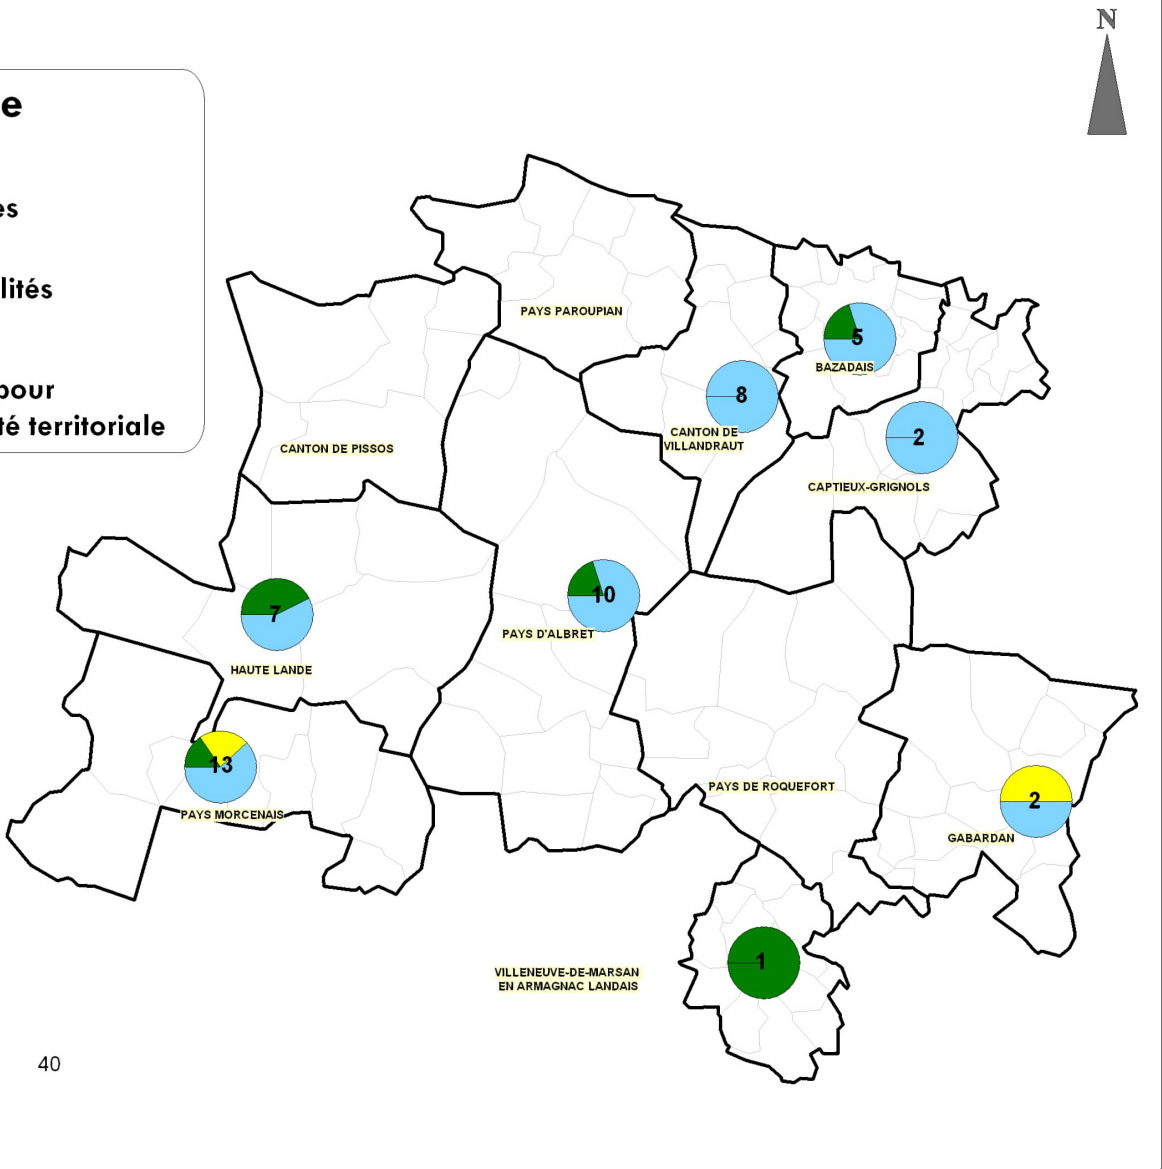 N
e
es
lités
pour
té territoriale
PAYS PAROUPIAN
5
BAZADAIS
8
CANTON DE
VILLANDRAUT
2
CANTON DE PISSOS
CAPTIEUX-GRIGNOLS
7
10
PAYS D'ALBRET
HAUTE LANDE
13
PAYS MORCENAIS
PAYS DE ROQUEFORT
2
GABARDAN
1
VILLENEUVE-DE-MARSAN
EN ARMAGNAC LANDAIS
40